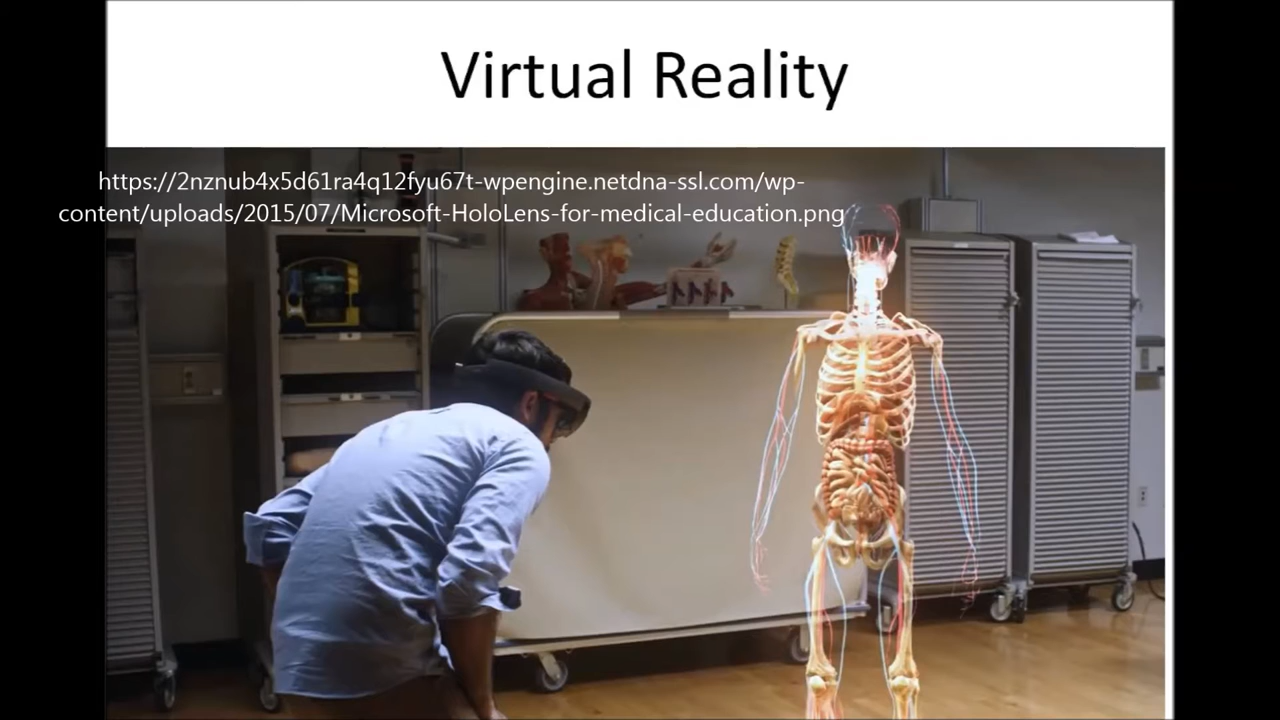 Virtual Reality
https://2nznub4x5d61ra4q12fyu67t-wpengine.netdna-ssl.com/wp-
content/uploads/2015/07/Microsoft-HoloLens-for-medical-education.png